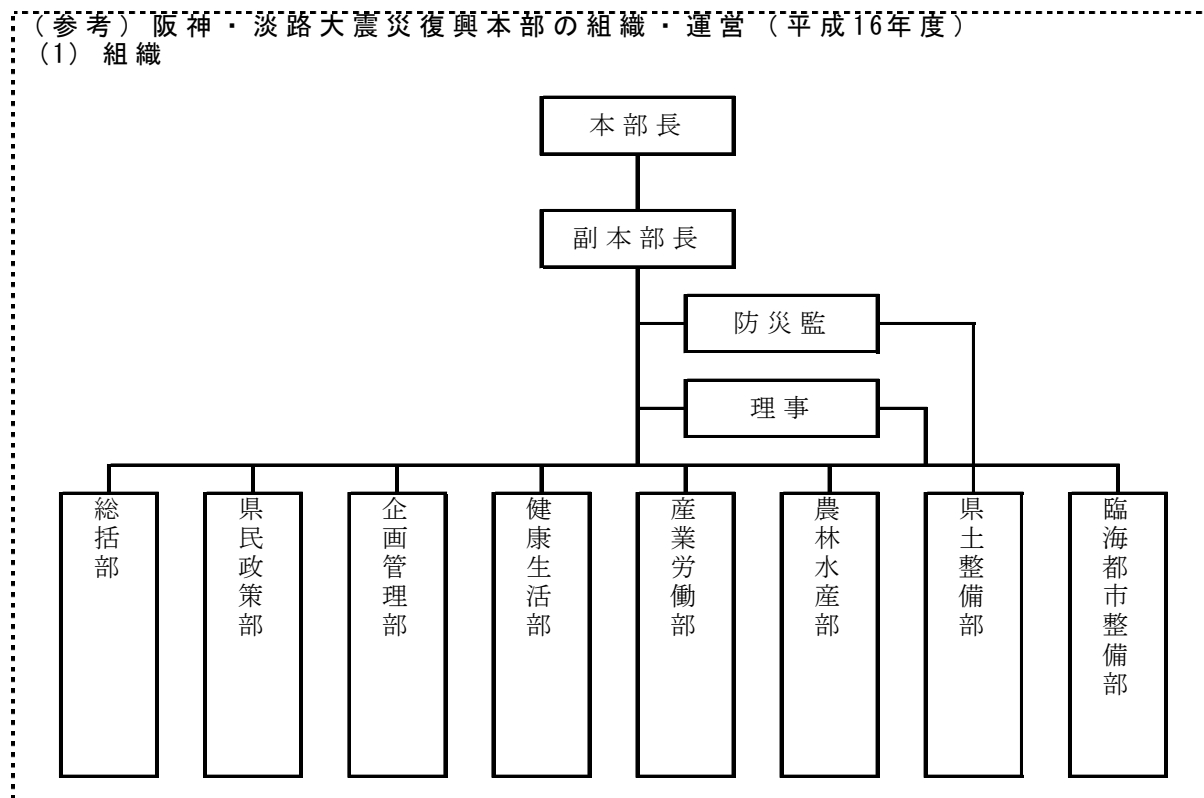 (参考)阪神・淡路大震災復興本部の組織・運営(平成16年度)
(1) 組織
本部長
副本部長
防災監
理事
総括部
県民政策部
企画管理部
健康生活部
産業労働部
農林水産部
県土整備部
臨海都市整備部